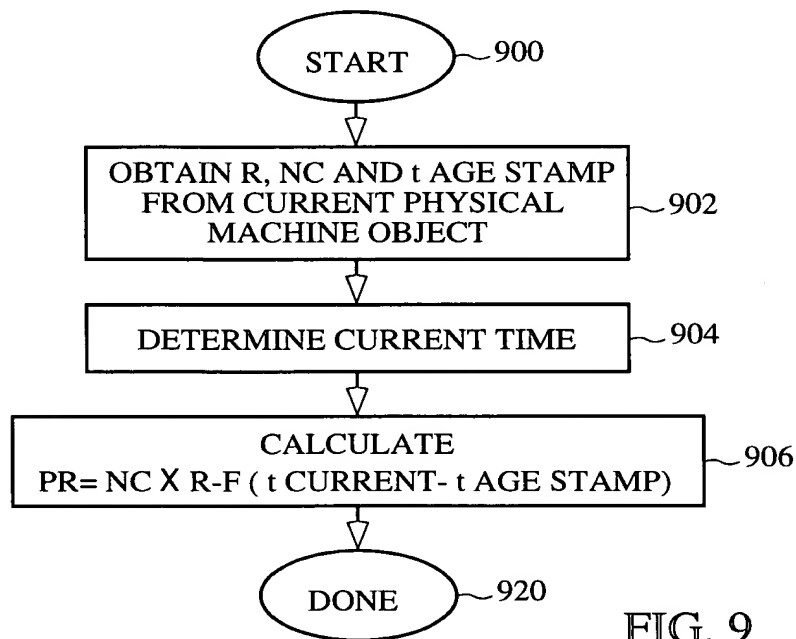 START
900
OBTAIN R, NC AND t AGE STAMP
FROM CURRENT PHYSICAL
MACHINE OBJECT
902
DETERMINE CURRENT TIME
904
CALCULATE
PR= NC X R-F ( t CURRENT- t AGE STAMP)
906
DONE
920
FIG. 9